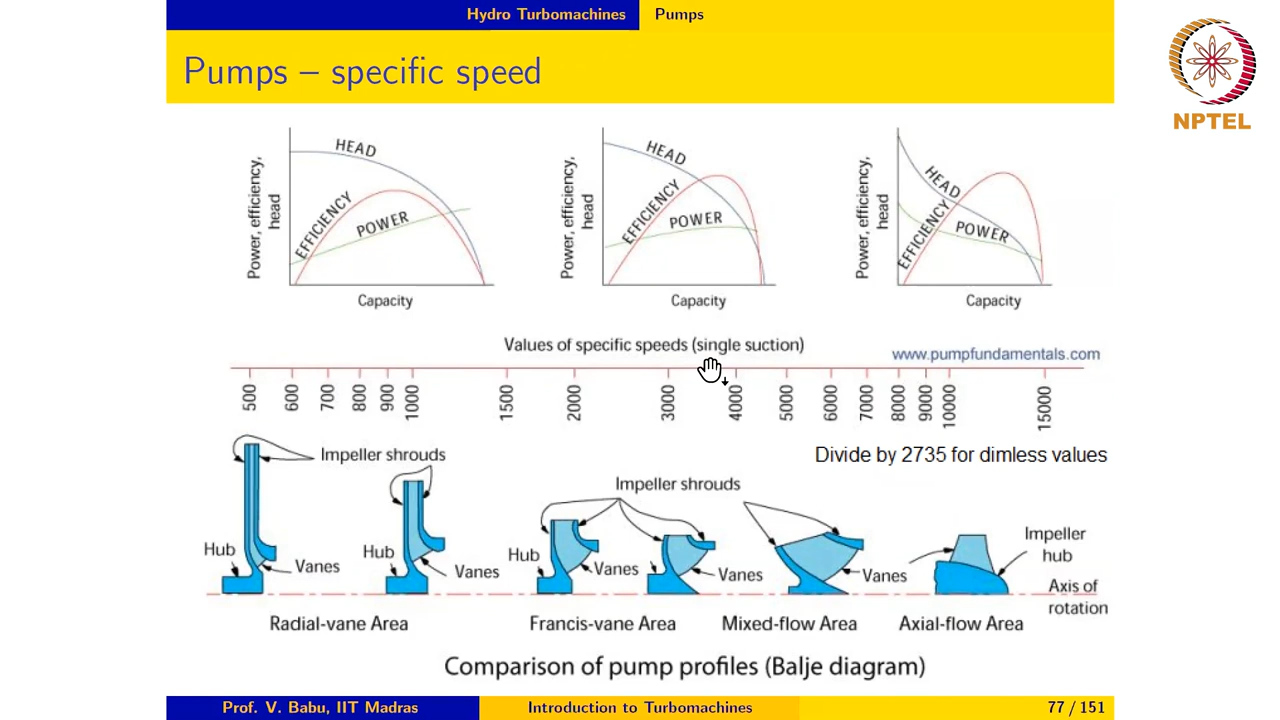 Hydro Turbomachines Pumps
Pumps – specific speed
NPTEL
Power, efficiency, head
HEAD
EFFICIENCY
POWER
Capacity
Power, efficiency, head
HEAD
EFFICIENCY
POWER
Capacity
Power, efficiency, head
HEAD
EFFICIENCY
POWER
Capacity
Values of specific speeds (single suction)
www.pumpfundamentals.com
500 600 700 800 900 1000 1500 2000 3000 4000 5000 6000 7000 8000 9000 10000 15000
Divide by 2735 for dimless values
Impeller shrouds
Impeller shrouds
Hub
Vanes
Hub
Vanes
Hub
Vanes
Vanes
Vanes
Impeller
hub
Axis of
rotation
Radial-vane Area
Francis-vane Area
Mixed-flow Area
Axial-flow Area
Comparison of pump profiles (Balje diagram)
Prof. V. Babu, IIT Madras
Introduction to Turbomachines
77 / 151